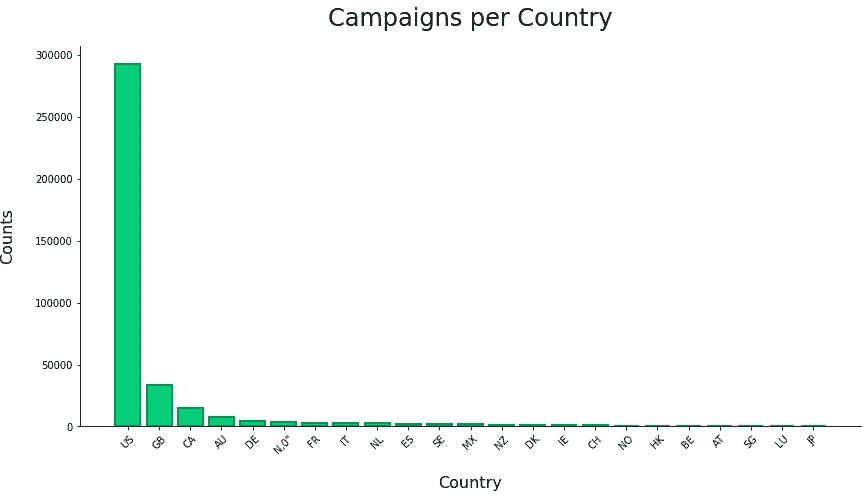 Campaigns per Country
300000
250000
200000
150000
100000
50000
0
Counts
US GB CA AU DE N,0" FR IT NL ES SE MX NZ DK IE CH NO HK BE AT SG LU JP
Country